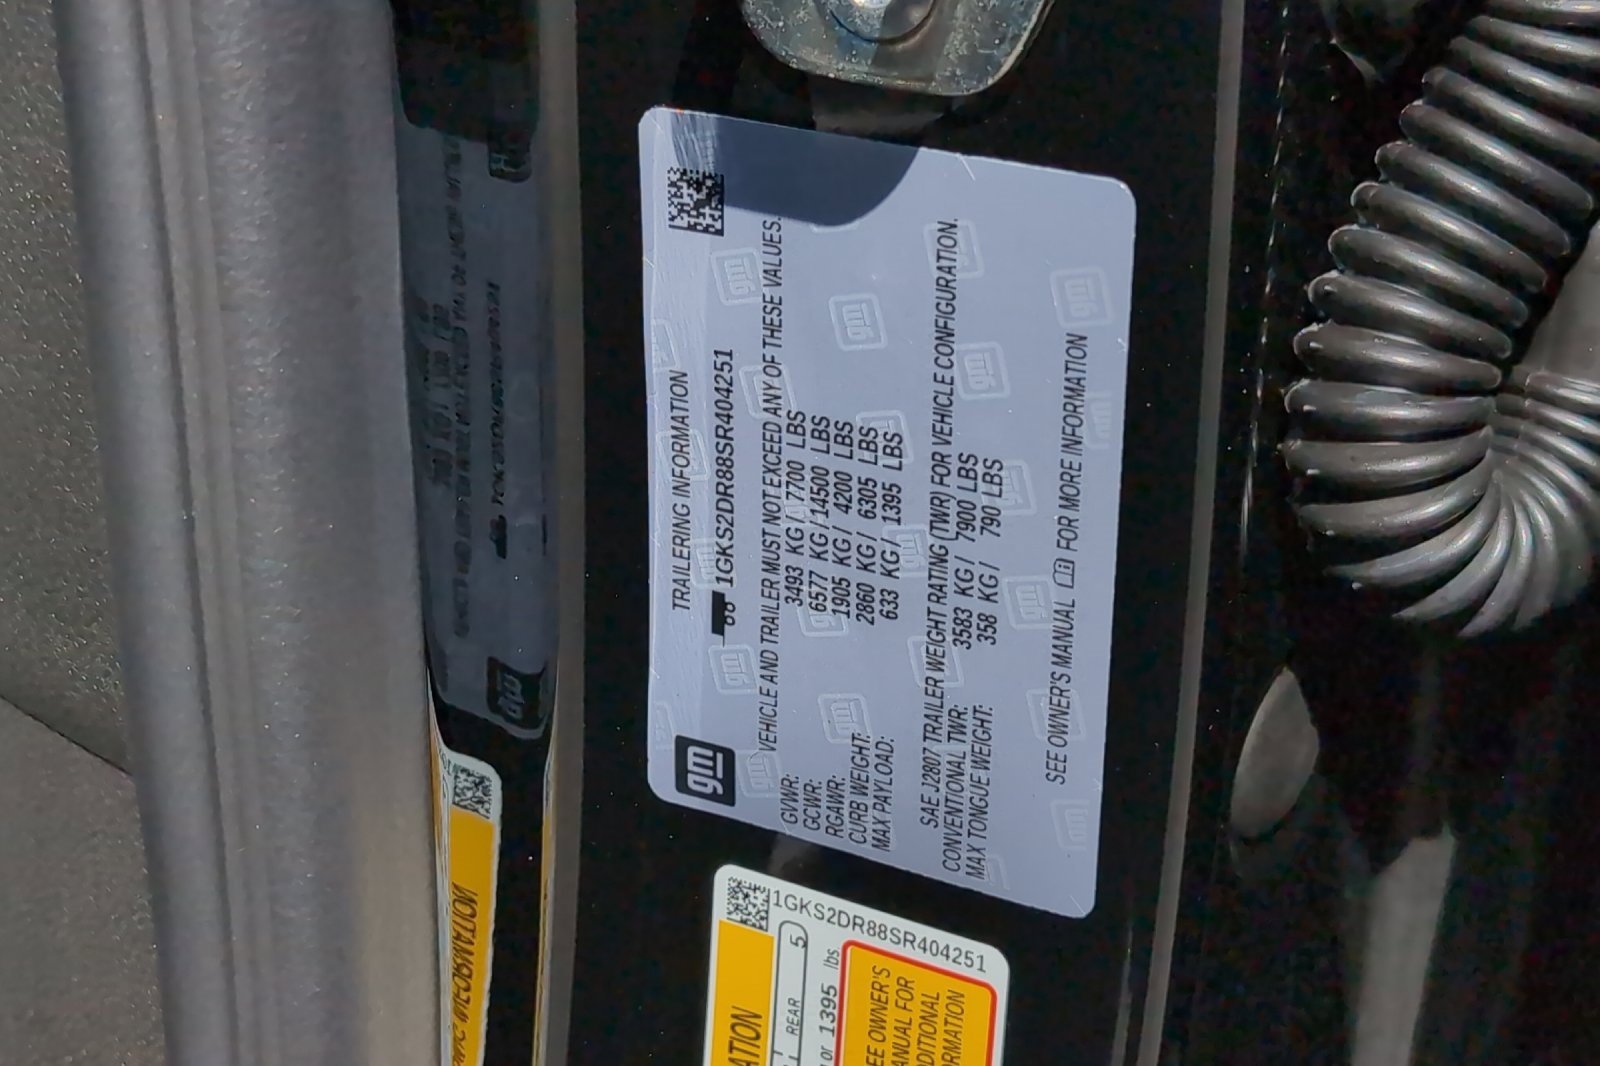 gm
TRAILERING INFORMATION
1GKS2DR88SR404251
VEHICLE AND TRAILER MUST NOT EXCEED ANY OF THESE VALUES.
GVWR: 3493 KG / 7700 LBS
GCWR: 6577 KG / 14500 LBS
RGAWR: 1905 KG / 4200 LBS
CURB WEIGHT: 2860 KG / 6305 LBS
MAX PAYLOAD: 633 KG / 1395 LBS
SAE J2807 TRAILER WEIGHT RATING (TWR) FOR VEHICLE CONFIGURATION.
CONVENTIONAL TWR: 3583 KG / 7900 LBS
MAX TONGUE WEIGHT: 358 KG / 790 LBS
SEE OWNER'S MANUAL FOR MORE INFORMATION
1GKS2DR88SR404251
REAR 5
or 1395 lbs
OWNER'S
FOR